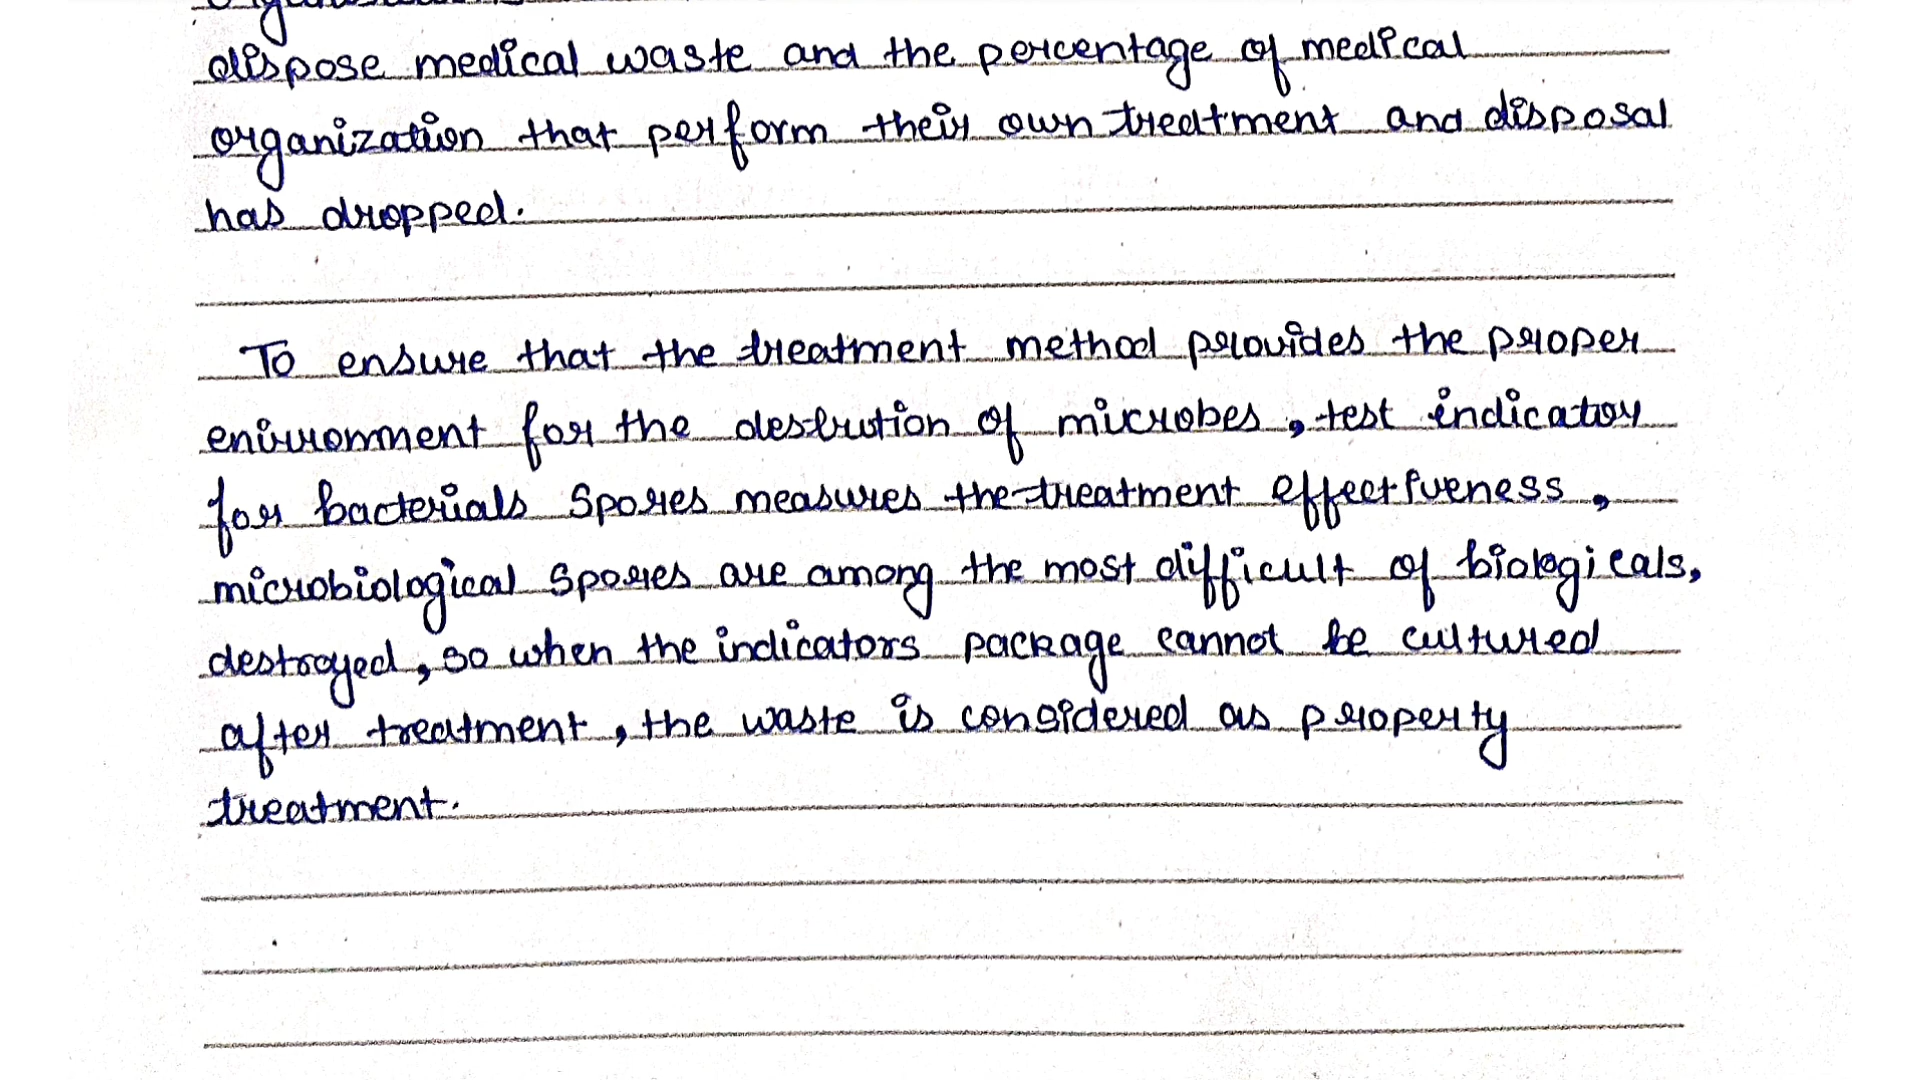 dispose medical waste and the percentage of medical
organization that perform their own treatment and disposal
has dropped.
To ensure that the treatment method provides the proper
enirronment for the destrution of microbes, test indicatior
for bacterials spores measures the treatment effectiveness,
microbiological spores are among the most difficult of biologicals,
destroyed, so when the indicators package cannot be cultured
after treatment, the waste is considered as property
treatment.